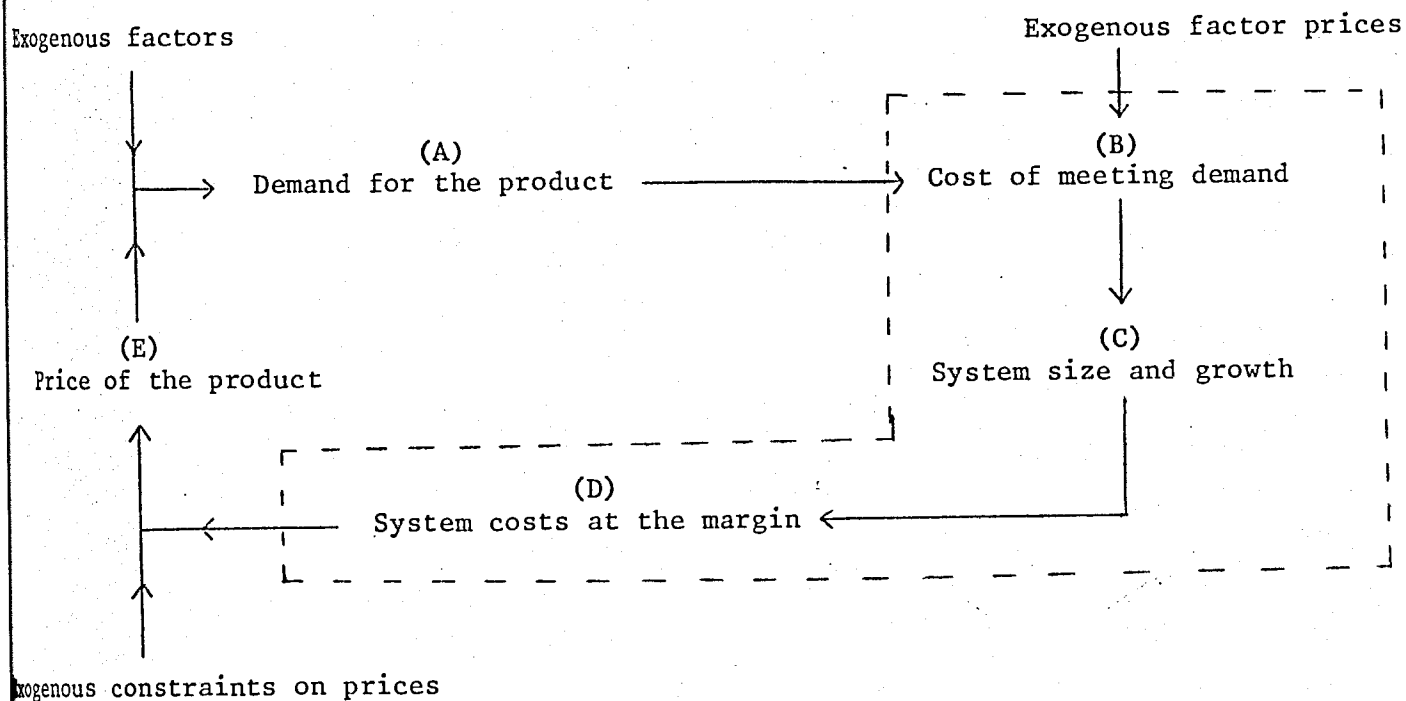 Exogenous factors
Exogenous factor prices
(A)
Demand for the product
(B)
Cost of meeting demand
(E)
Price of the product
(C)
System size and growth
(D)
System costs at the margin
Exogenous constraints on prices